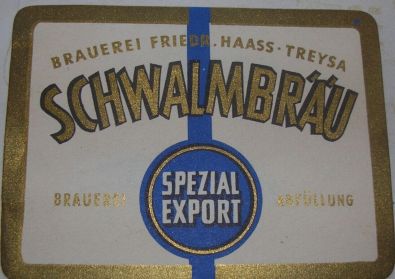 BRAUEREI FRIEDR. HAASS · TREYSA
SCHWALMBRÄU
BRAUEREI ABFÜLLUNG
SPEZIAL
EXPORT